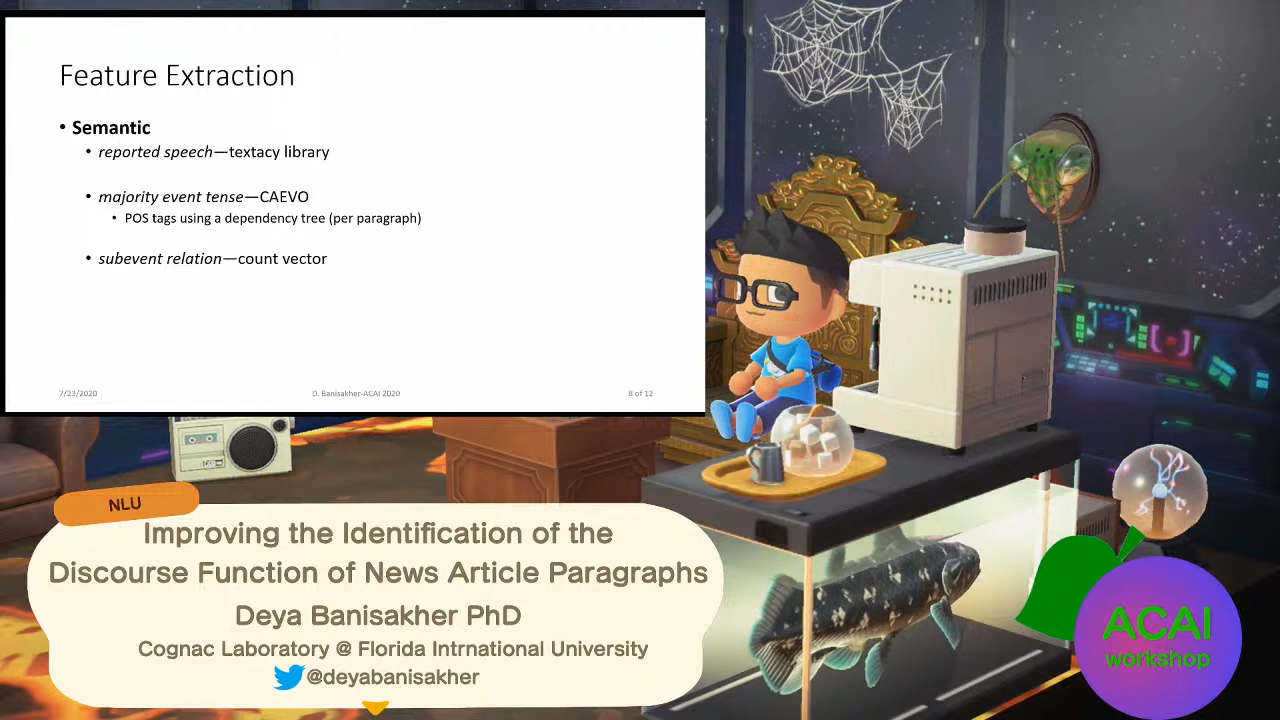 Feature Extraction
• Semantic
• reported speech—textacy library
• majority event tense—CAEVO
• POS tags using a dependency tree (per paragraph)
• subevent relation—count vector
7/23/2020
D. Banisakher-ACAI 2020
8 of 12
NLU
Improving the Identification of the
Discourse Function of News Article Paragraphs
Deya Banisakher PhD
Cognac Laboratory @ Florida Intrnational University
@deyabanisakher
ACAI
workshop